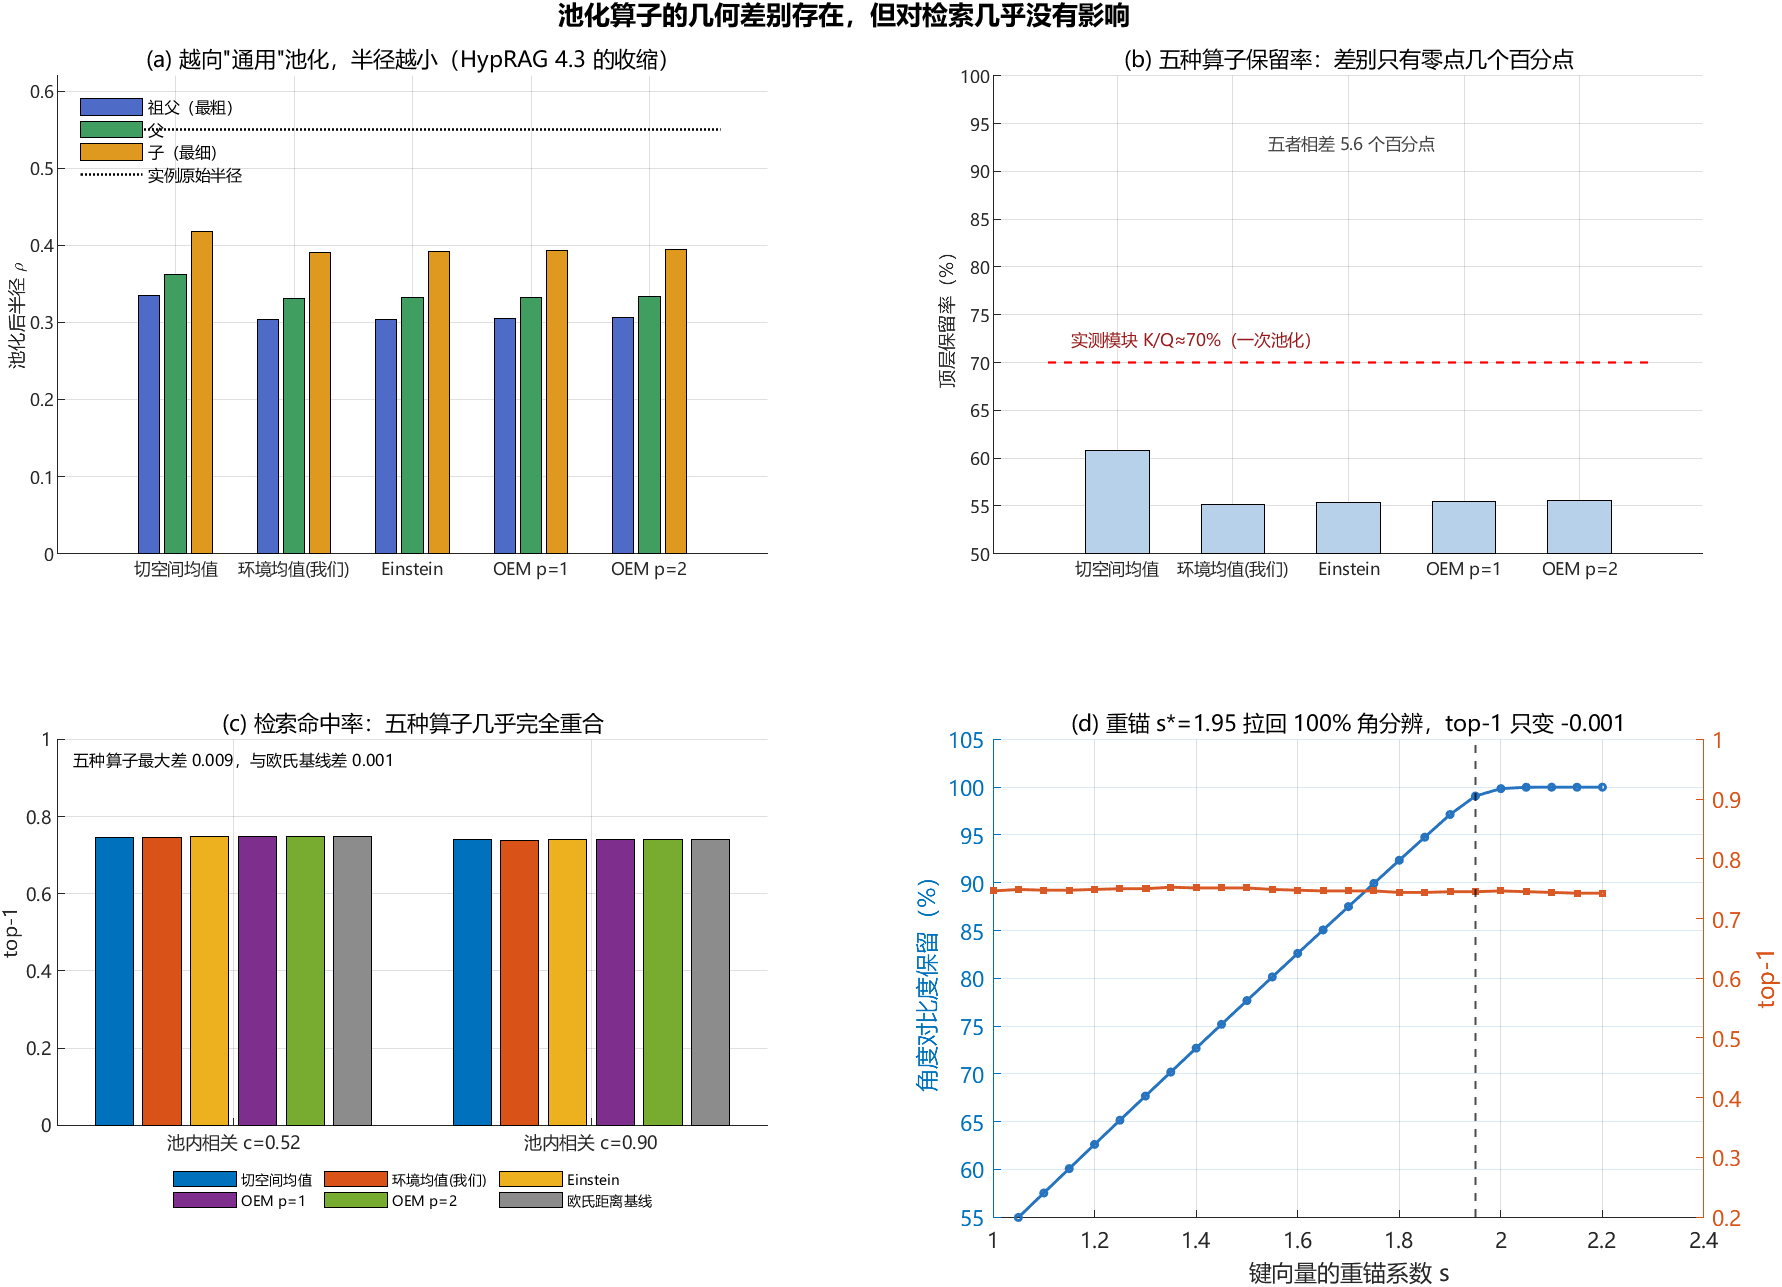 池化算子的几何差别存在，但对检索几乎没有影响
(a) 越向"通用"池化，半径越小（HypRAG 4.3 的收缩）
0.6
0.5
0.4
0.3
0.2
0.1
0
池化后半径 ρ
祖父（最粗）
父
子（最细）
实例原始半径
切空间均值
环境均值(我们)
Einstein
OEM p=1
OEM p=2
(b) 五种算子保留率：差别只有零点几个百分点
100
95
90
85
80
75
70
65
60
55
50
顶层保留率（%）
五者相差 5.6 个百分点
实测模块 K/Q≈70%（一次池化）
切空间均值
环境均值(我们)
Einstein
OEM p=1
OEM p=2
(c) 检索命中率：五种算子几乎完全重合
1
0.8
0.6
0.4
0.2
0
top-1
五种算子最大差 0.009，与欧氏基线差 0.001
池内相关 c=0.52
池内相关 c=0.90
切空间均值
环境均值(我们)
Einstein
OEM p=1
OEM p=2
欧氏距离基线
(d) 重锚 s*=1.95 拉回 100% 角分辨，top-1 只变 -0.001
105
100
95
90
85
80
75
70
65
60
55
角度对比度保留（%）
1
0.9
0.8
0.7
0.6
0.5
0.4
0.3
0.2
top-1
1
1.2
1.4
1.6
1.8
2
2.2
2.4
键向量的重锚系数 s